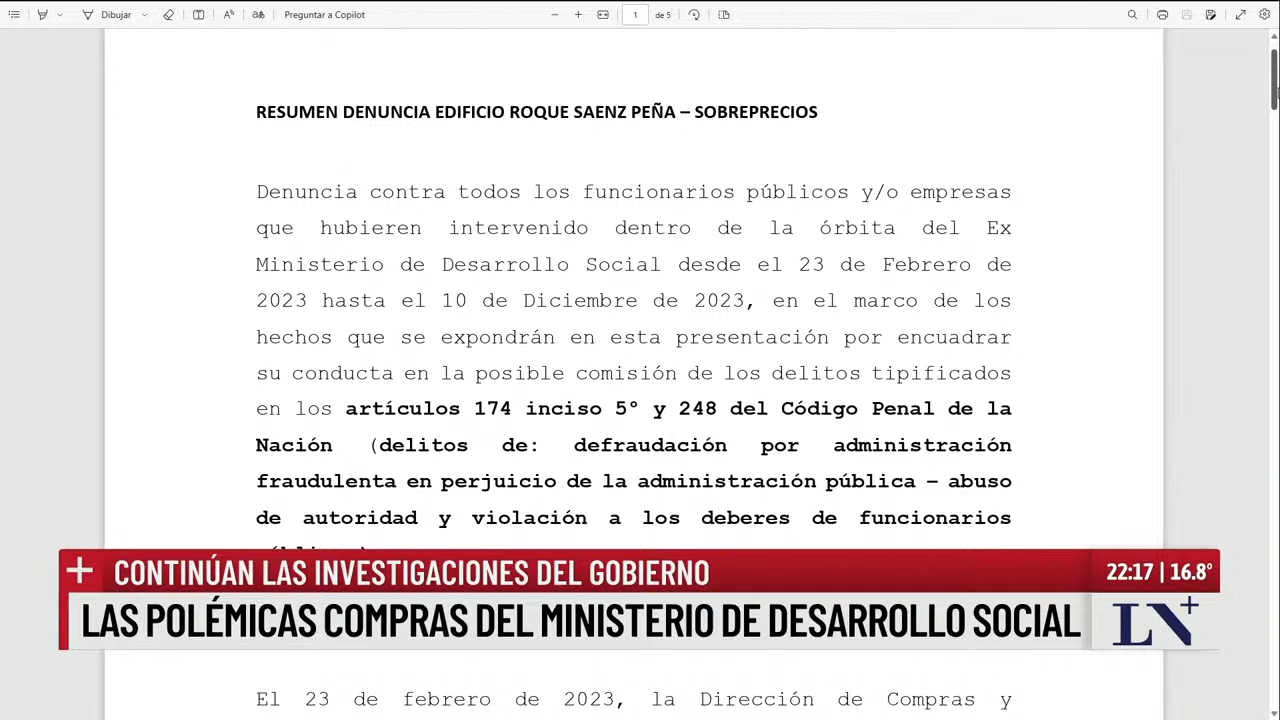 Dibujar
Preguntar a Copilot
1 de 5
RESUMEN DENUNCIA EDIFICIO ROQUE SAENZ PEÑA – SOBREPRECIOS
Denuncia contra todos los funcionarios públicos y/o empresas
que hubieren intervenido dentro de la órbita del Ex
Ministerio de Desarrollo Social desde el 23 de Febrero de
2023 hasta el 10 de Diciembre de 2023, en el marco de los
hechos que se expondrán en esta presentación por encuadrar
su conducta en la posible comisión de los delitos tipificados
en los artículos 174 inciso 5° y 248 del Código Penal de la
Nación (delitos de: defraudación por administración
fraudulenta en perjuicio de la administración pública – abuso
de autoridad y violación a los deberes de funcionarios
CONTINÚAN LAS INVESTIGACIONES DEL GOBIERNO
22:17 | 16.8°
LAS POLÉMICAS COMPRAS DEL MINISTERIO DE DESARROLLO SOCIAL
LN+
El 23 de febrero de 2023, la Dirección de Compras y